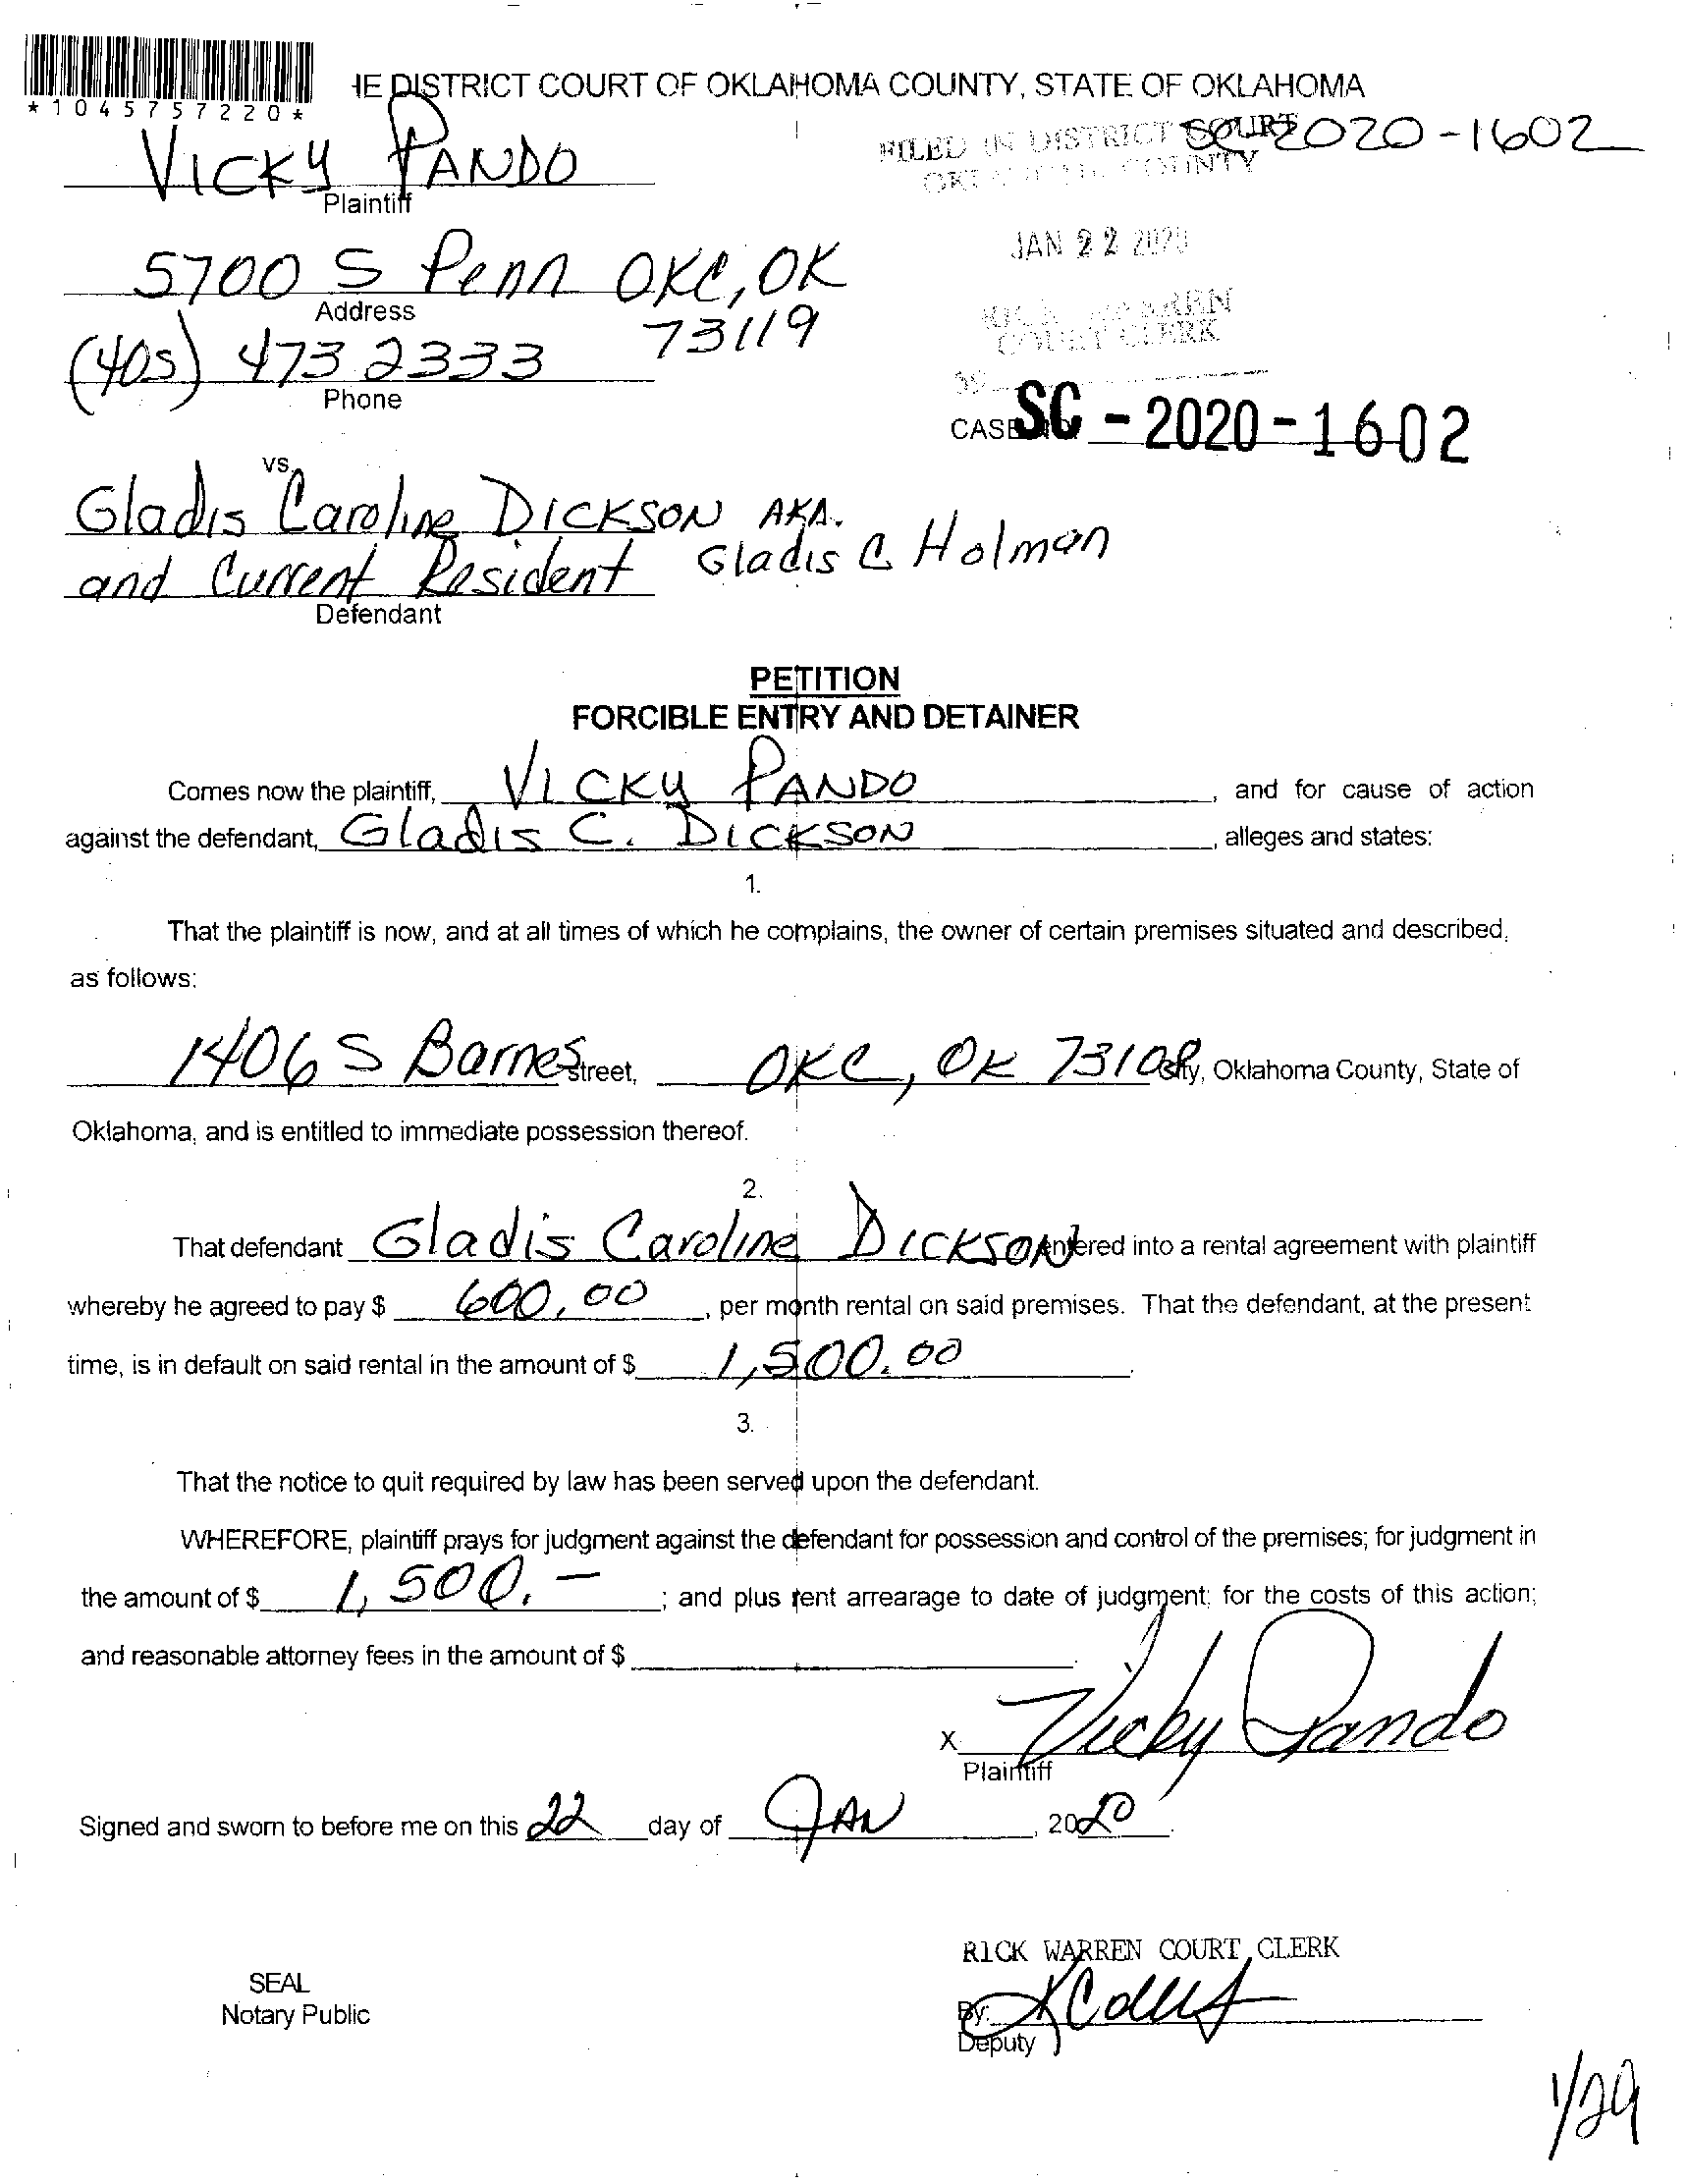 *1045757220*
IE DISTRICT COURT OF OKLAHOMA COUNTY, STATE OF OKLAHOMA
VICKY PANDO
Plaintiff
FILED IN DISTRICT COURT
SC 2020-1602
COUNTY
5700 S Penn OKC, OK
73119
Address
JAN 22 2020
(405) 473 2333
Phone
RICK WARREN
COURT CLERK
CASE NO. SC - 2020 - 1602
vs.
Gladis Caroline DICKSON AKA.
Gladis C Holman
and Current Resident
Defendant
PETITION
FORCIBLE ENTRY AND DETAINER
Comes now the plaintiff, VICKY PANDO, and for cause of action
against the defendant, Gladis C. DICKSON, alleges and states:
1.
That the plaintiff is now, and at all times of which he complains, the owner of certain premises situated and described,
as follows:
1406 S Barnes Street, OKC, OK 73108 City, Oklahoma County, State of
Oklahoma, and is entitled to immediate possession thereof.
2.
That defendant Gladis Caroline DICKSON entered into a rental agreement with plaintiff
whereby he agreed to pay $ 600.00, per month rental on said premises. That the defendant, at the present
time, is in default on said rental in the amount of $ 1,500.00.
3.
That the notice to quit required by law has been served upon the defendant.
WHEREFORE, plaintiff prays for judgment against the defendant for possession and control of the premises; for judgment in
the amount of $ 1,500.- ; and plus rent arrearage to date of judgment; for the costs of this action;
and reasonable attorney fees in the amount of $
X Vicky Pando
Plaintiff
Signed and sworn to before me on this 22 day of JAN, 2020.
RICK WARREN COURT CLERK
SEAL
Notary Public
By:
Deputy
1/29